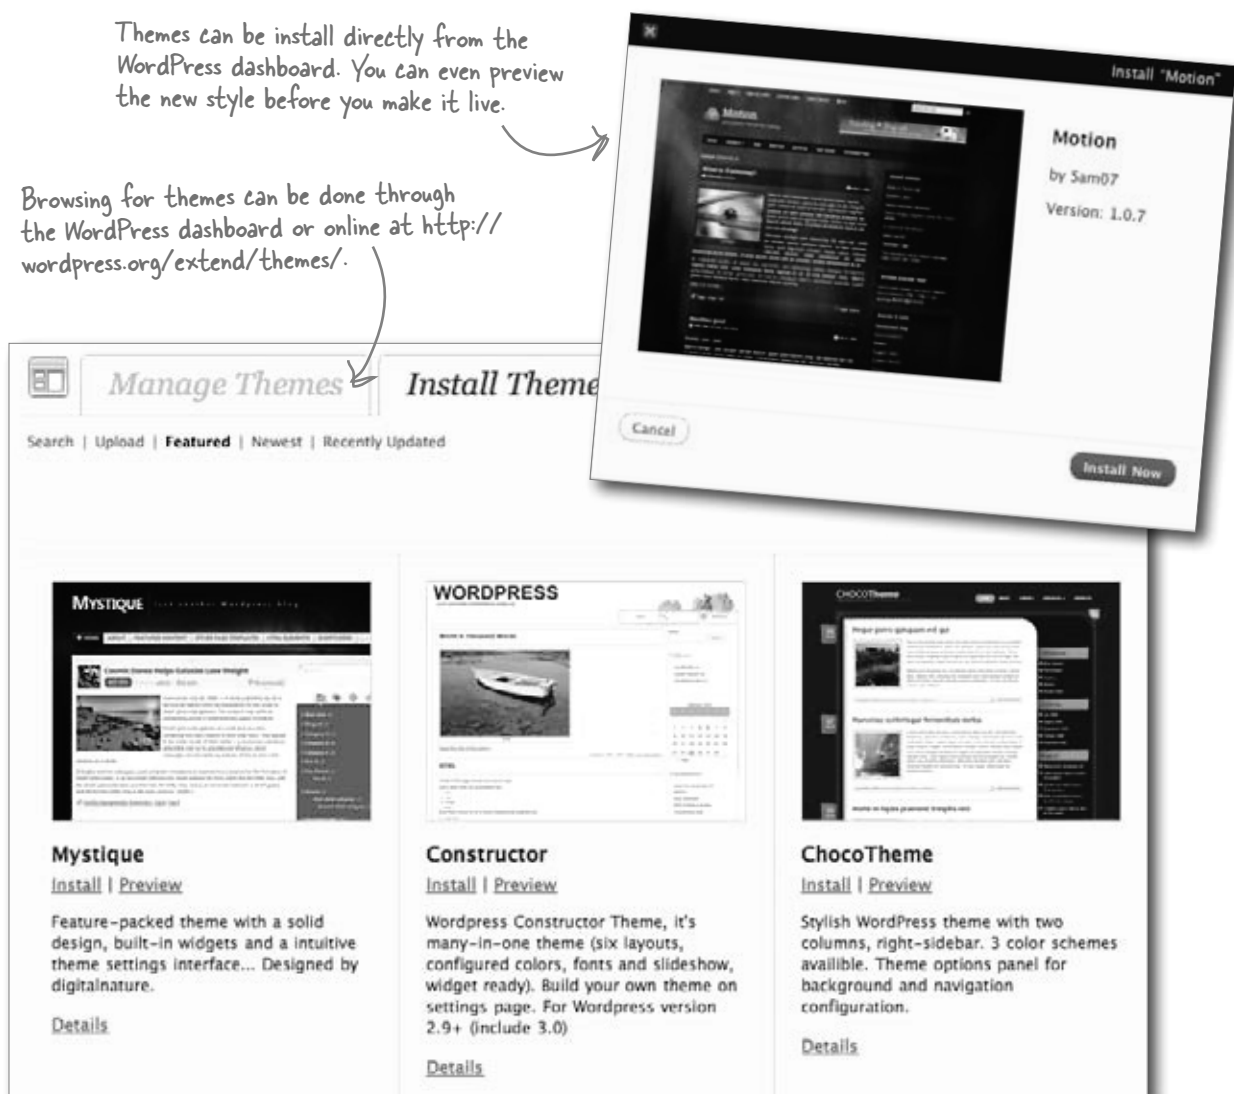 Themes can be install directly from the
WordPress dashboard. You can even preview
the new style before you make it live.
Browsing for themes can be done through
the WordPress dashboard or online at http://
wordpress.org/extend/themes/.
Install "Motion"
Motion
Motion
by Sam07
Version: 1.0.7
Cancel
Install Now
Manage Themes
Install Theme
Search | Upload | Featured | Newest | Recently Updated
MYSTIQUE
just another Wordpress blog
WORDPRESS
CHOCOTheme
Mystique
Install | Preview
Feature-packed theme with a solid
design, built-in widgets and a intuitive
theme settings interface... Designed by
digitalnature.
Details
Constructor
Install | Preview
Wordpress Constructor Theme, it's
many-in-one theme (six layouts,
configured colors, fonts and slideshow,
widget ready). Build your own theme on
settings page. For Wordpress version
2.9+ (include 3.0)
Details
ChocoTheme
Install | Preview
Stylish WordPress theme with two
columns, right-sidebar. 3 color schemes
availible. Theme options panel for
background and navigation
configuration.
Details